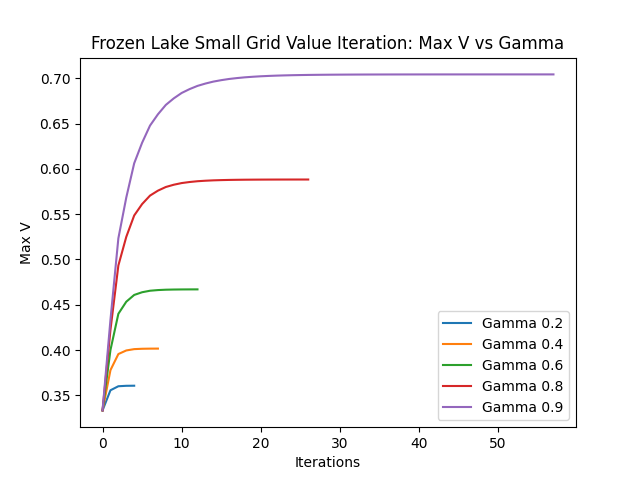 Frozen Lake Small Grid Value Iteration: Max V vs Gamma
0.70
0.65
0.60
0.55
0.50
0.45
0.40
0.35
Max V
Gamma 0.2
Gamma 0.4
Gamma 0.6
Gamma 0.8
Gamma 0.9
0 10 20 30 40 50
Iterations